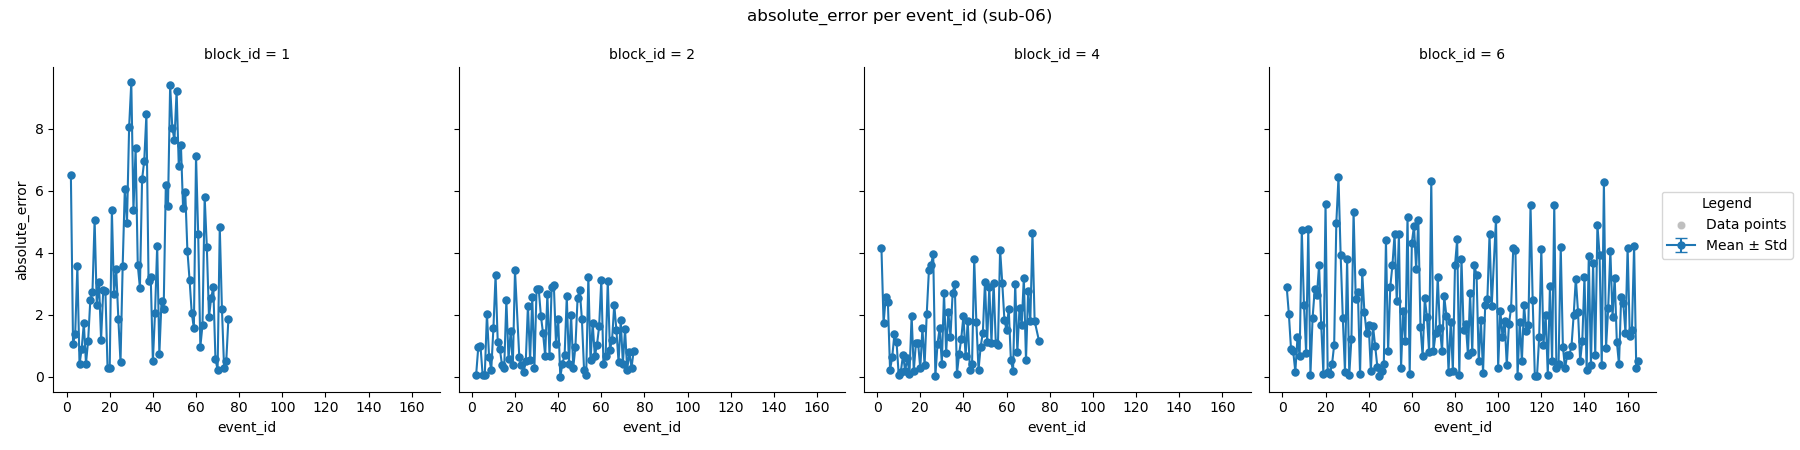 absolute_error per event_id (sub-06)
block_id = 1
block_id = 2
block_id = 4
block_id = 6
absolute_error
8
6
4
2
0
0 20 40 60 80 100 120 140 160
0 20 40 60 80 100 120 140 160
0 20 40 60 80 100 120 140 160
0 20 40 60 80 100 120 140 160
event_id
event_id
event_id
event_id
Legend
Data points
Mean ± Std